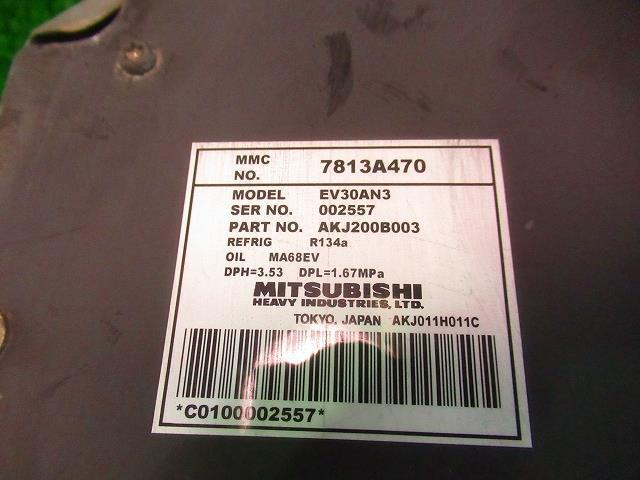 MMC NO. 7813A470
MODEL EV30AN3
SER NO. 002557
PART NO. AKJ200B003
REFRIG R134a
OIL MA68EV
DPH=3.53 DPL=1.67MPa
MITSUBISHI
HEAVY INDUSTRIES, LTD.
TOKYO, JAPAN AKJ011H011C
*C0100002557*